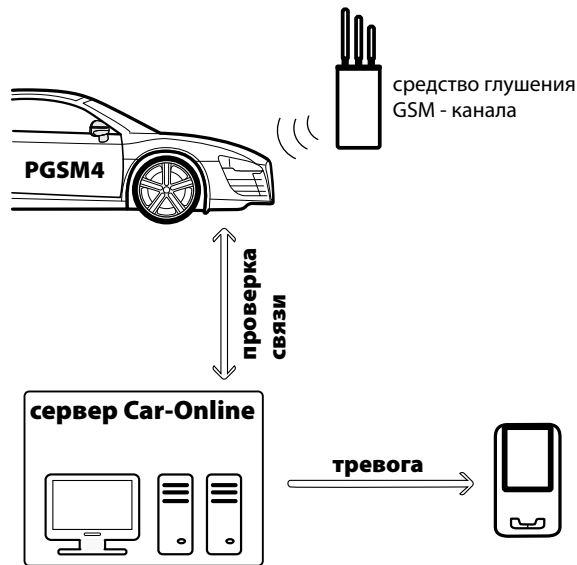 средство глушения
GSM - канала
PGSM4
проверка
связи
сервер Car-Online
тревога